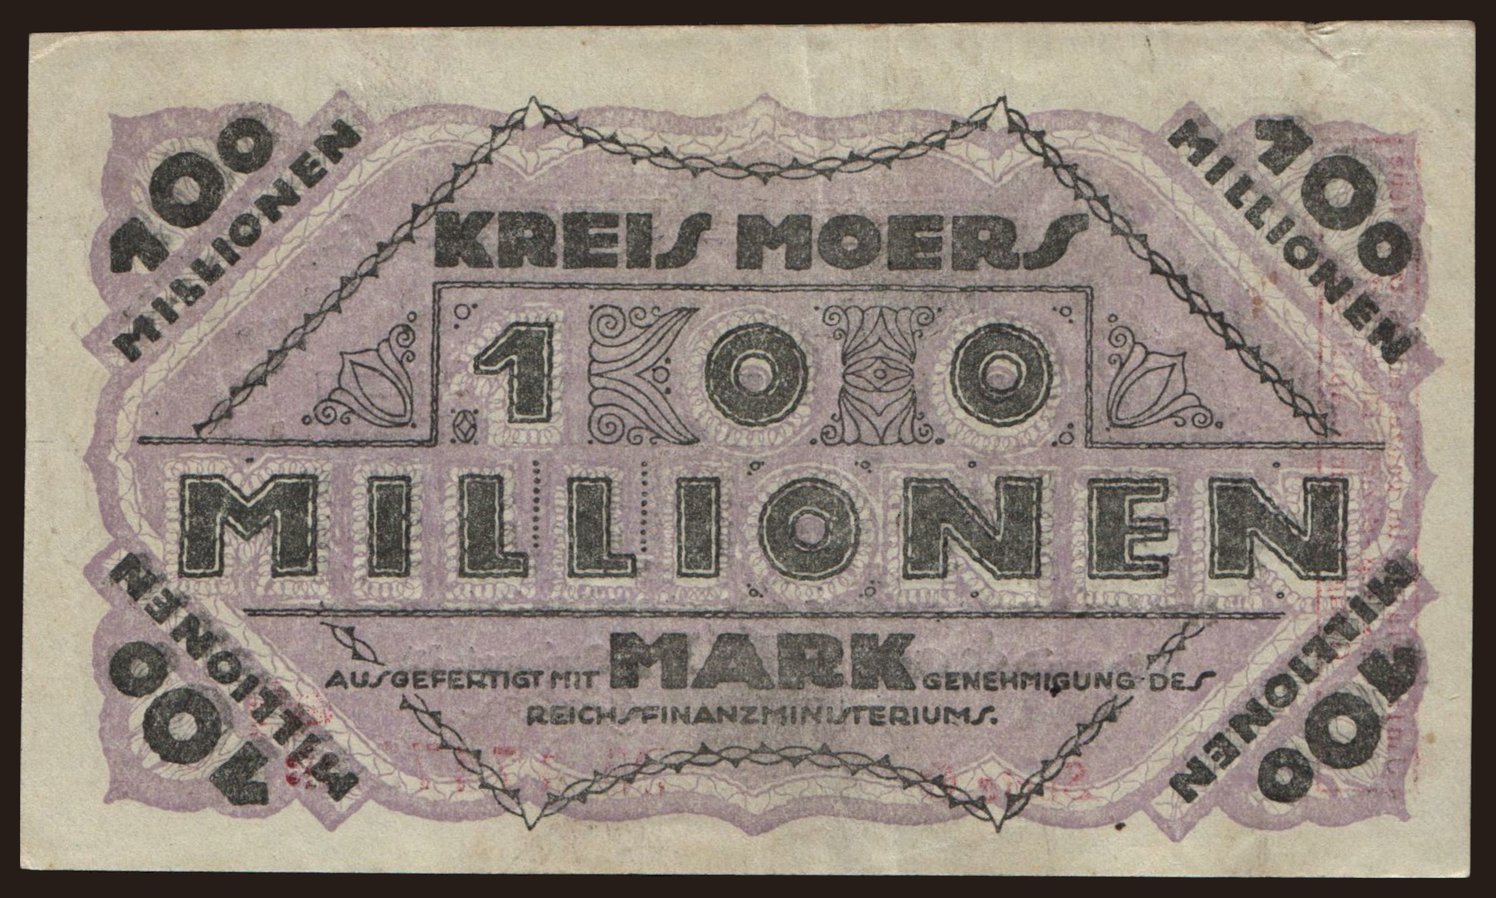 100
MILLIONEN
100
MILLIONEN
KREIS MOERS
100
MILLIONEN
MARK
AUSGEFERTIGT MIT GENEHMIGUNG DES
REICHSFINANZMINISTERIUMS.
MILLIONEN
100
MILLIONEN
100